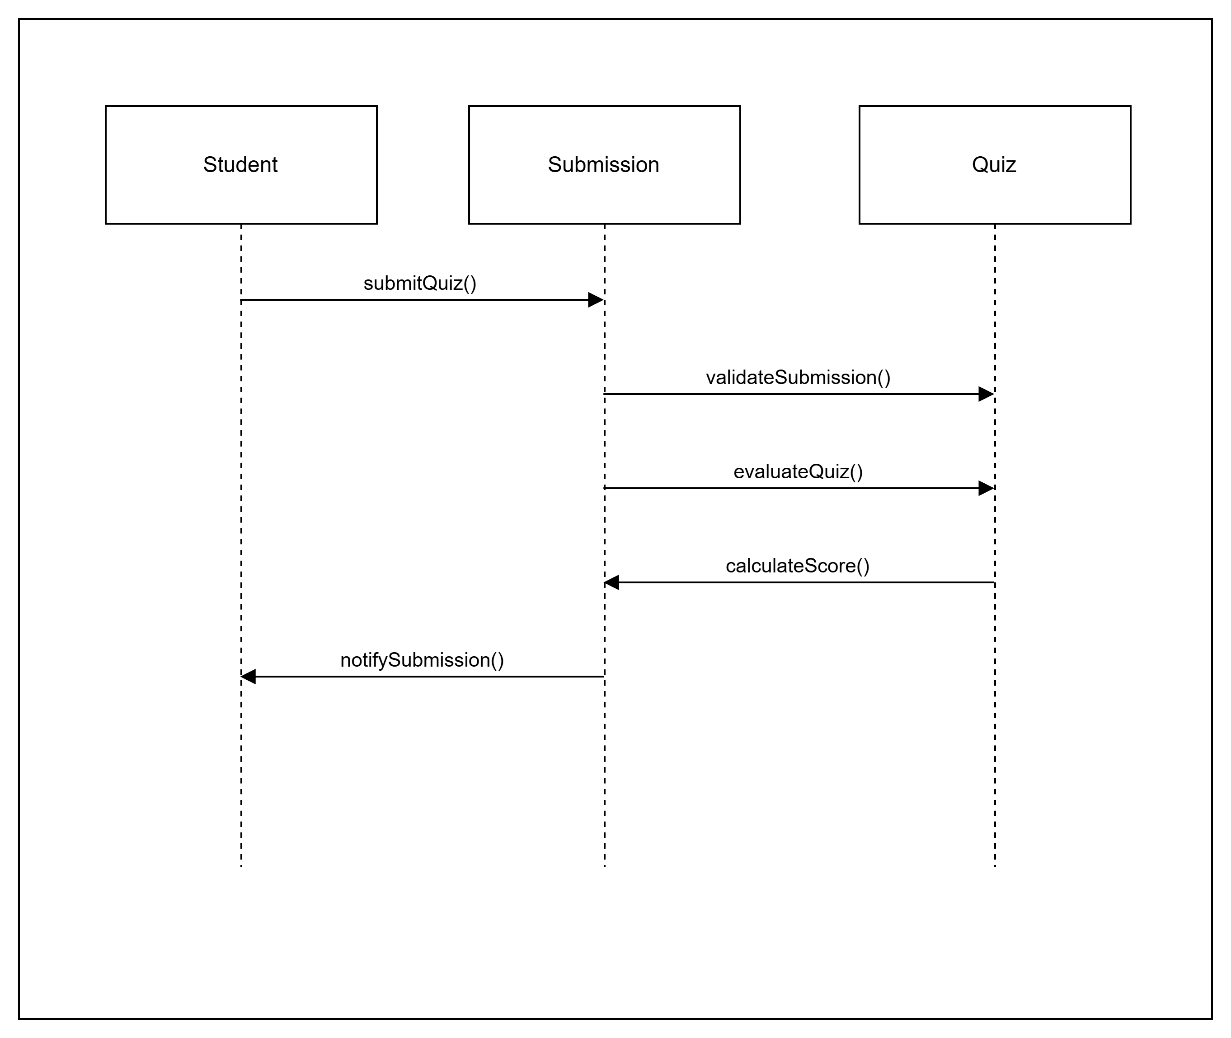 Student
Submission
Quiz
submitQuiz()
validateSubmission()
evaluateQuiz()
calculateScore()
notifySubmission()